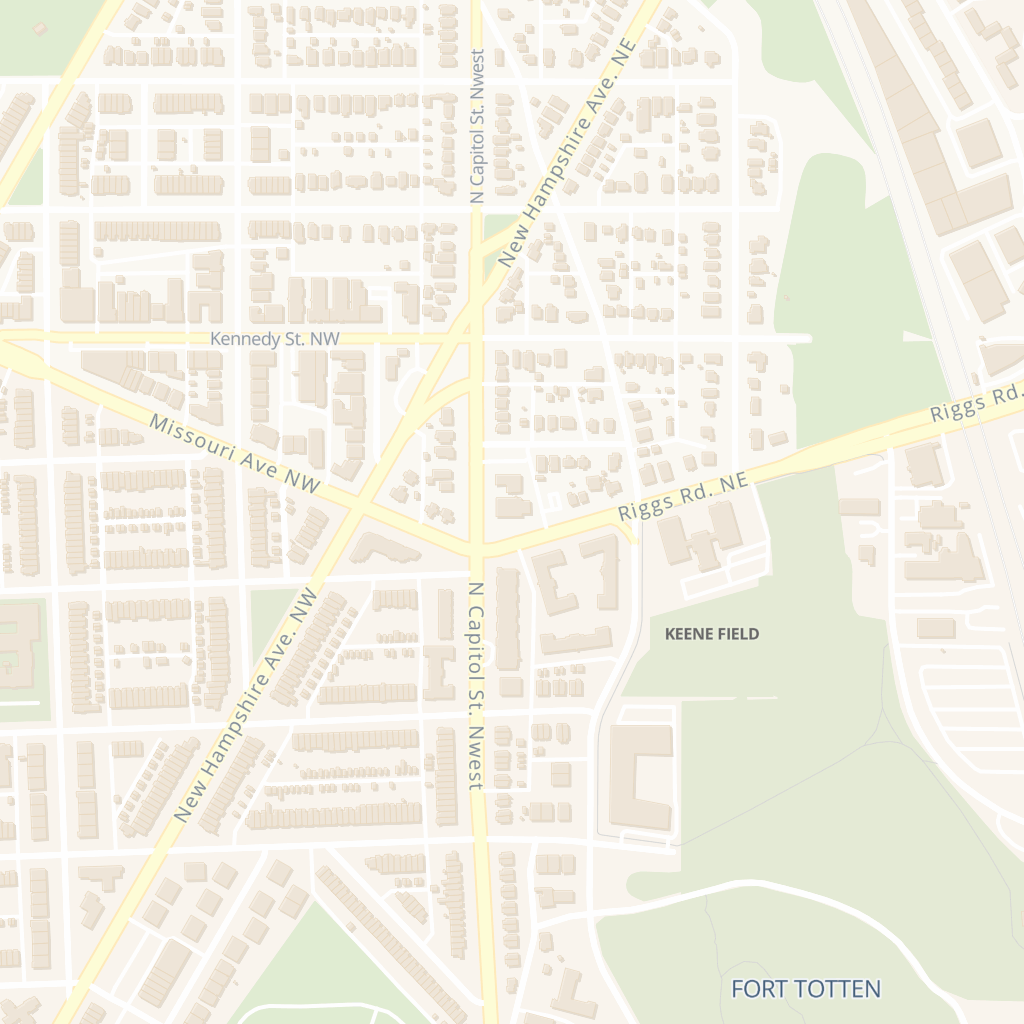 N Capitol St. Nwest
New Hampshire Ave. NE
Kennedy St. NW
Riggs Rd.
Missouri Ave NW
Riggs Rd. NE
N Capitol St. Nwest
New Hampshire Ave. NW
KEENE FIELD
FORT TOTTEN